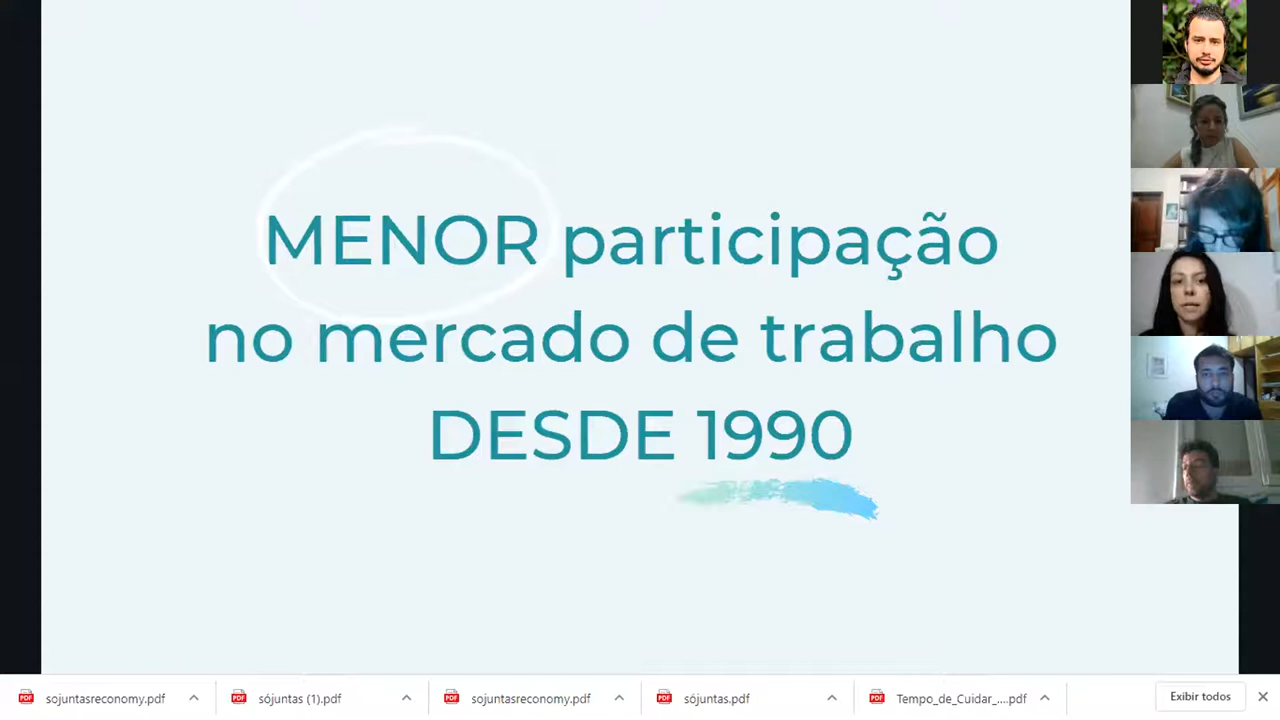 MENOR participação
no mercado de trabalho
DESDE 1990
sojuntasreconomy.pdf
sójuntas (1).pdf
sojuntasreconomy.pdf
sójuntas.pdf
Tempo_de_Cuidar_....pdf
Exibir todos